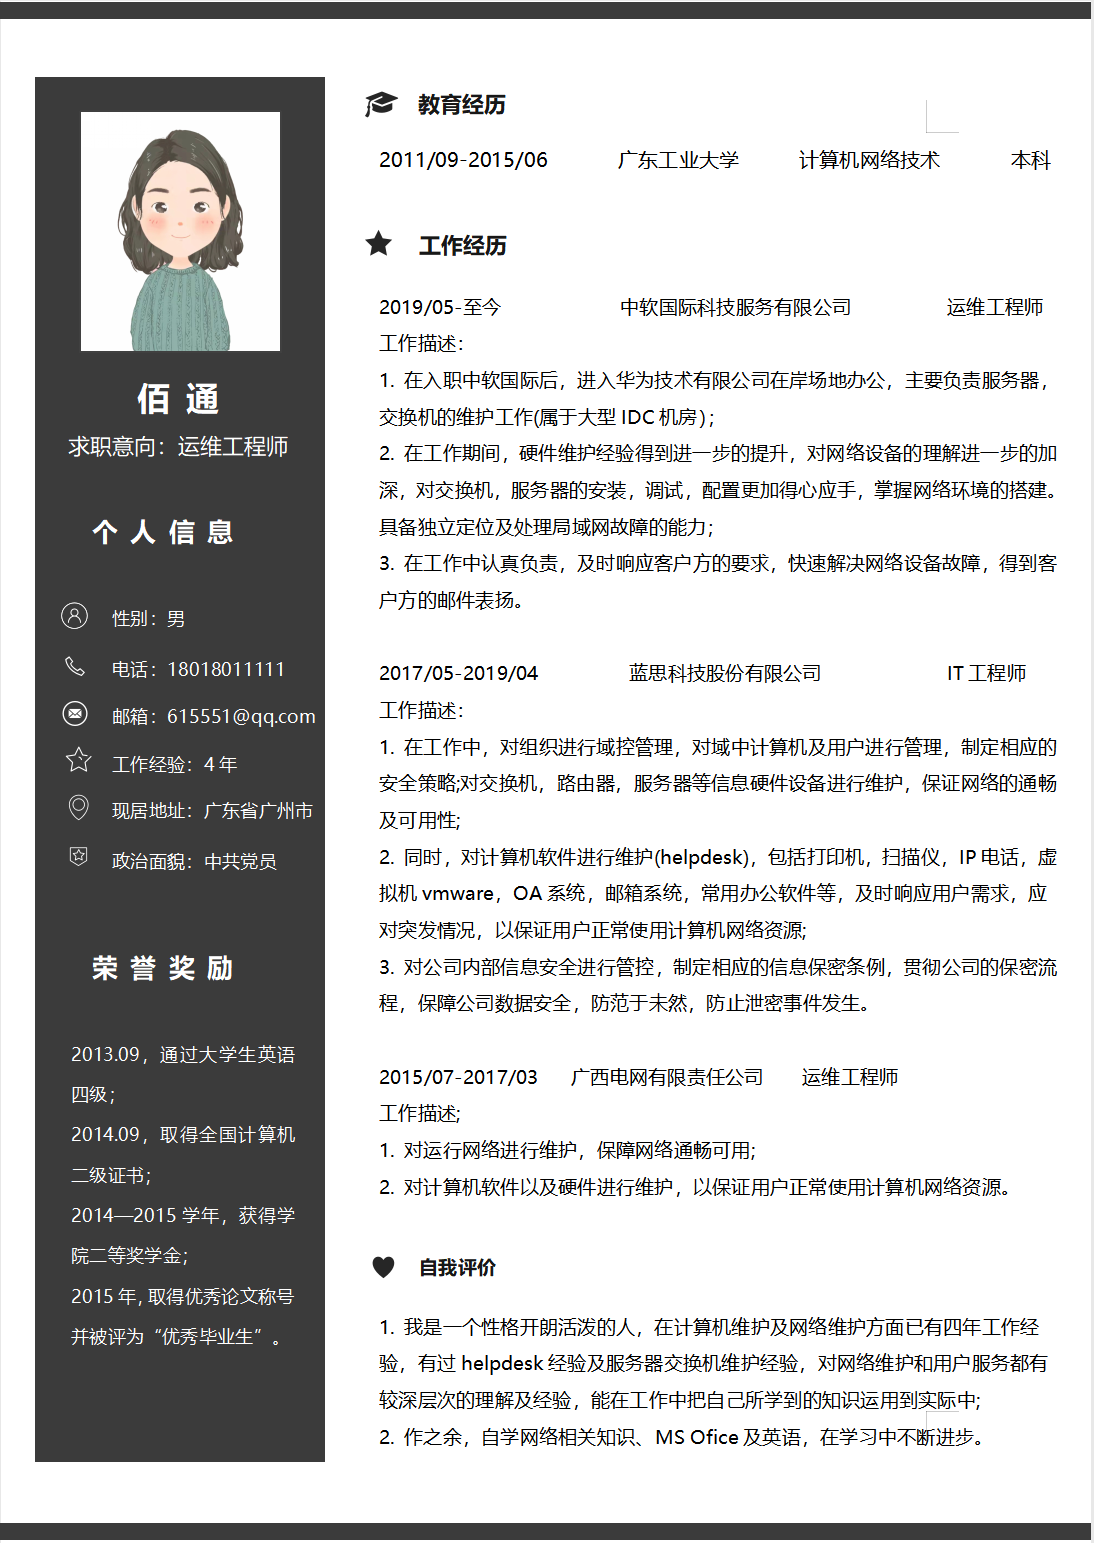 佰 通
求职意向：运维工程师
个 人 信 息
性别：男
电话：18018011111
邮箱：615551@qq.com
工作经验：4 年
现居地址：广东省广州市
政治面貌：中共党员
荣 誉 奖 励
2013.09，通过大学生英语
四级；
2014.09，取得全国计算机
二级证书；
2014—2015 学年，获得学
院二等奖学金；
2015 年，取得优秀论文称号
并被评为“优秀毕业生”。
教育经历
2011/09-2015/06 广东工业大学 计算机网络技术 本科
工作经历
2019/05-至今 中软国际科技服务有限公司 运维工程师
工作描述：
1. 在入职中软国际后，进入华为技术有限公司在岸场地办公，主要负责服务器，
交换机的维护工作(属于大型 IDC 机房)；
2. 在工作期间，硬件维护经验得到进一步的提升，对网络设备的理解进一步的加
深，对交换机，服务器的安装，调试，配置更加得心应手，掌握网络环境的搭建。
具备独立定位及处理局域网故障的能力；
3. 在工作中认真负责，及时响应客户方的要求，快速解决网络设备故障，得到客
户方的邮件表扬。
2017/05-2019/04 蓝思科技股份有限公司 IT 工程师
工作描述：
1. 在工作中，对组织进行域控管理，对域中计算机及用户进行管理，制定相应的
安全策略;对交换机，路由器，服务器等信息硬件设备进行维护，保证网络的通畅
及可用性;
2. 同时，对计算机软件进行维护(helpdesk)，包括打印机，扫描仪，IP 电话，虚
拟机 vmware，OA 系统，邮箱系统，常用办公软件等，及时响应用户需求，应
对突发情况，以保证用户正常使用计算机网络资源;
3. 对公司内部信息安全进行管控，制定相应的信息保密条例，贯彻公司的保密流
程，保障公司数据安全，防范于未然，防止泄密事件发生。
2015/07-2017/03 广西电网有限责任公司 运维工程师
工作描述;
1. 对运行网络进行维护，保障网络通畅可用;
2. 对计算机软件以及硬件进行维护，以保证用户正常使用计算机网络资源。
自我评价
1. 我是一个性格开朗活泼的人，在计算机维护及网络维护方面已有四年工作经
验，有过 helpdesk 经验及服务器交换机维护经验，对网络维护和用户服务都有
较深层次的理解及经验，能在工作中把自己所学到的知识运用到实际中;
2. 作之余，自学网络相关知识、MS Ofice 及英语，在学习中不断进步。